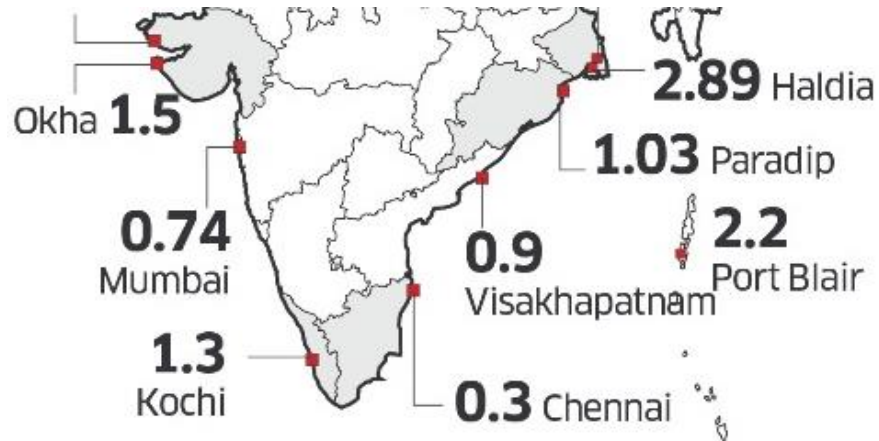 2.89 Haldia
Okha 1.5
1.03 Paradip
0.74
Mumbai
2.2
Port Blair
0.9
Visakhapatnam
1.3
Kochi
0.3 Chennai